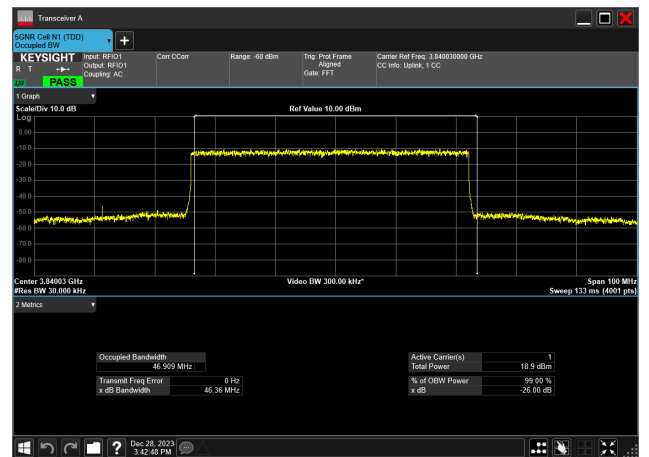 Transceiver A
5GNR Cell N1 (TDD)
Occupied BW
KEYSIGHT
R T
PASS
Input: RFIO1
Output: RFIO1
Coupling: AC
Corr CCorr
Range: -60 dBm
Trig: Prot Frame
Aligned
Gate: FFT
Carrier Ref Freq: 3.840030000 GHz
CC Info: Uplink, 1 CC
1 Graph
Scale/Div 10.0 dB
Ref Value 10.00 dBm
Log
0.00
-10.0
-20.0
-30.0
-40.0
-50.0
-60.0
-70.0
-80.0
Center 3.84003 GHz
Video BW 300.00 kHz*
Span 100 MHz
#Res BW 30.000 kHz
Sweep 133 ms (4001 pts)
2 Metrics
Occupied Bandwidth
46.909 MHz
Active Carrier(s) 1
Total Power 18.9 dBm
Transmit Freq Error 0 Hz
x dB Bandwidth 46.36 MHz
% of OBW Power 99.00 %
x dB -26.00 dB
?
Dec 28, 2023
3:42:48 PM